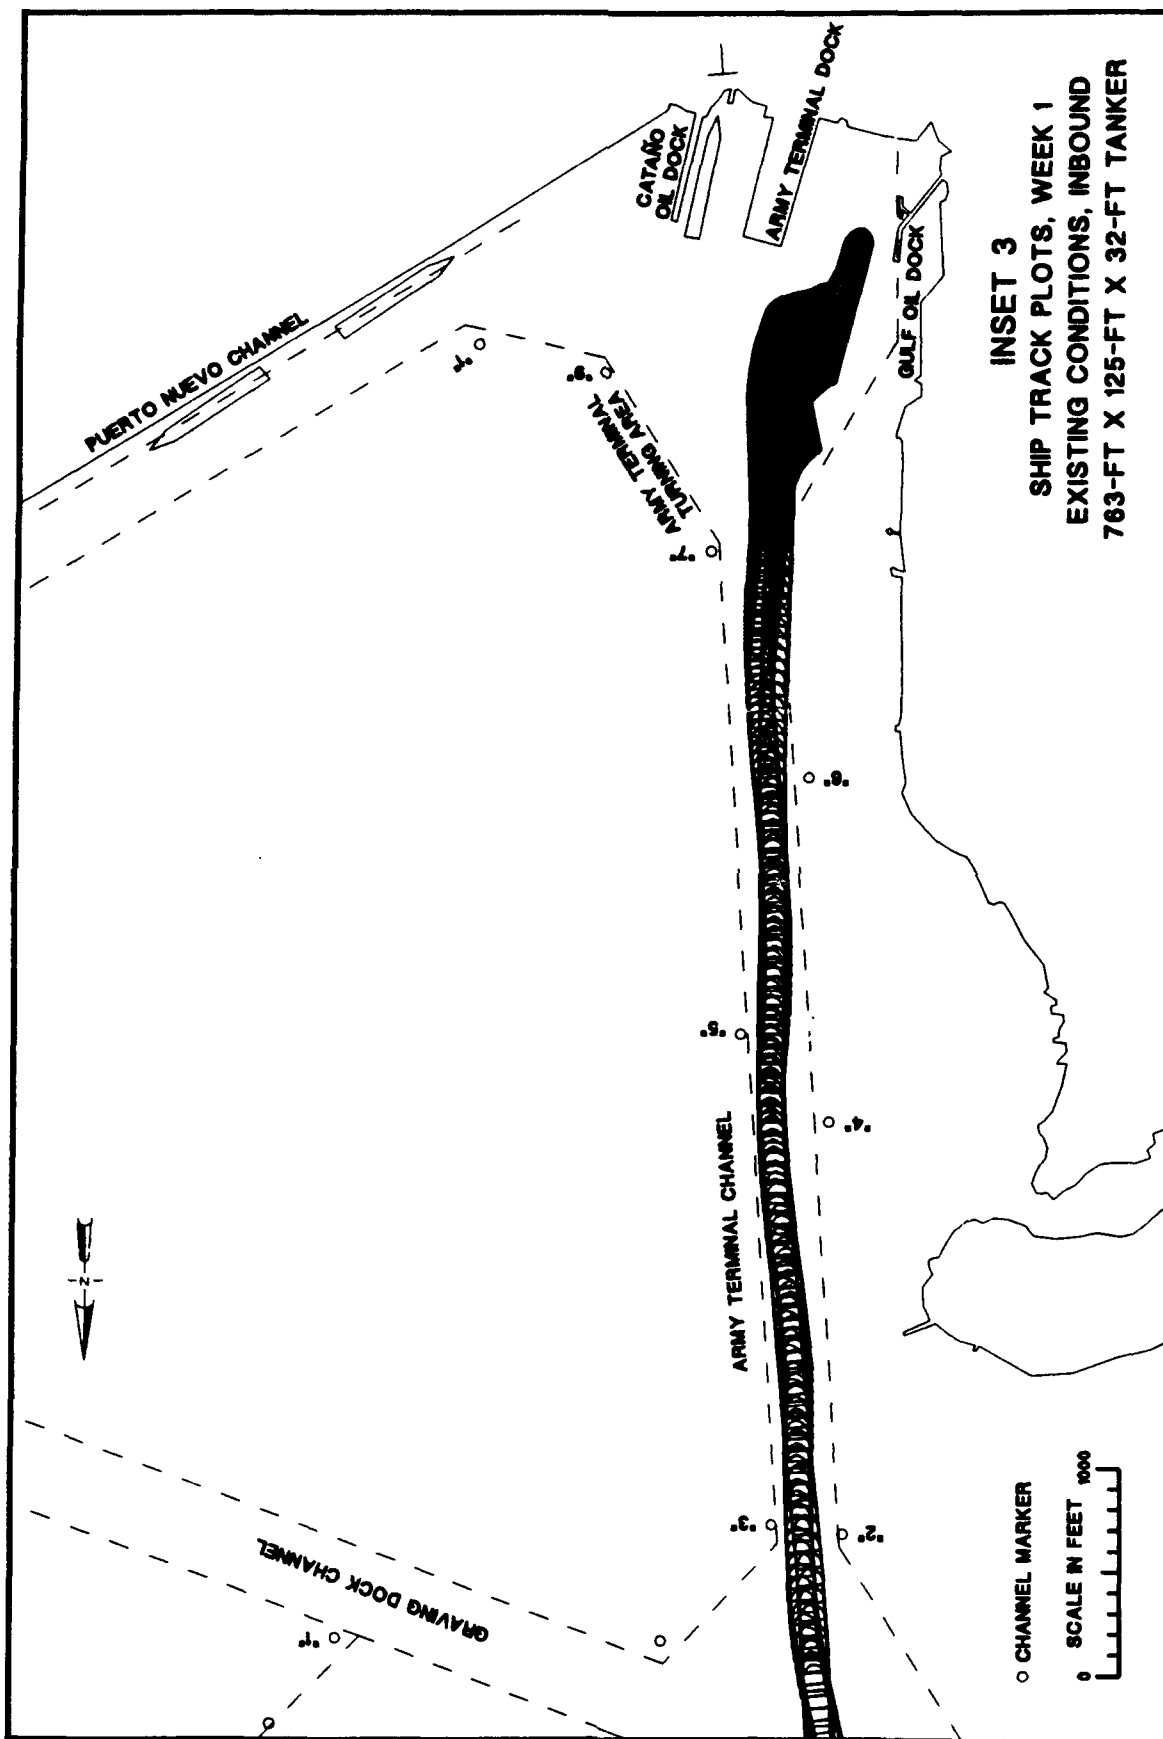 INSET 3
SHIP TRACK PLOTS, WEEK 1
EXISTING CONDITIONS, INBOUND
763-FT X 125-FT X 32-FT TANKER
PUERTO NUEVO CHANNEL
CATAÑO
OIL DOCK
ARMY TERMINAL DOCK
GULF OIL DOCK
ARMY TERMINAL
TURNING AREA
"1"
"9"
"7"
"6"
"5"
"4"
ARMY TERMINAL CHANNEL
"3"
"2"
N
GRAVING DOCK CHANNEL
"1"
CHANNEL MARKER
SCALE IN FEET
0 1000